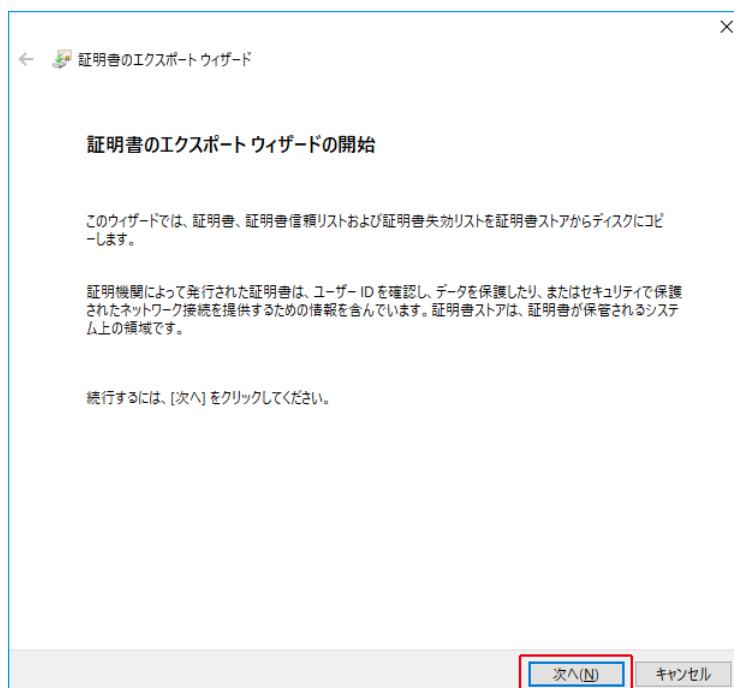 証明書のエクスポート ウィザード
証明書のエクスポート ウィザードの開始
このウィザードでは、証明書、証明書信頼リストおよび証明書失効リストを証明書ストアからディスクにコピ
ーします。
証明機関によって発行された証明書は、ユーザー ID を確認し、データを保護したり、またはセキュリティで保護
されたネットワーク接続を提供するための情報を含んでいます。証明書ストアは、証明書が保管されるシステ
ム上の領域です。
続行するには、[次へ] をクリックしてください。
次へ(N)
キャンセル